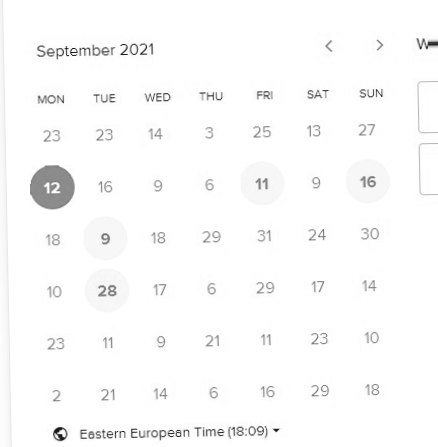 September 2021 < >
MON TUE WED THU FRI SAT SUN
23 23 14 3 25 13 27
12 16 9 6 11 9 16
18 9 18 29 31 24 30
10 28 17 6 29 17 14
23 11 9 21 11 23 10
2 21 14 6 16 29 18
Eastern European Time (18:09)